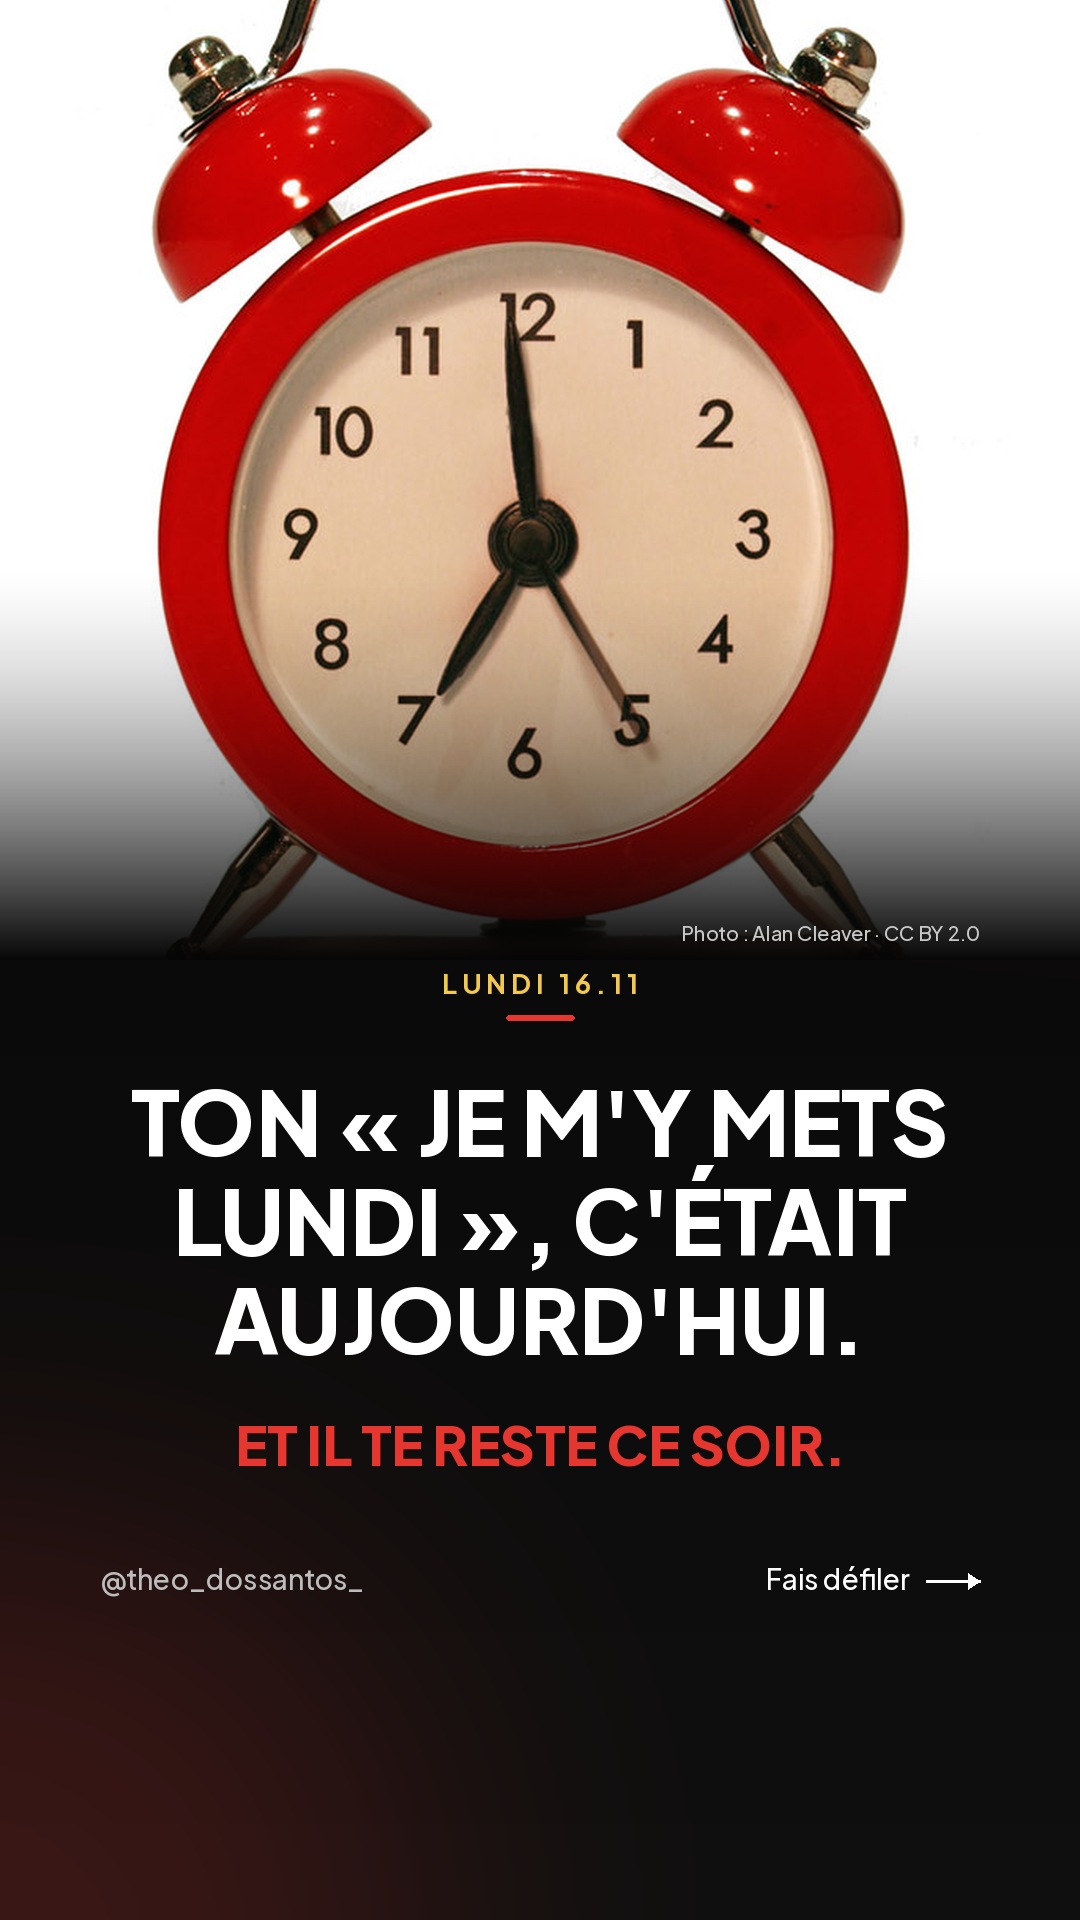 12
11
1
10
2
9
3
8
4
7
5
6
Photo : Alan Cleaver · CC BY 2.0
LUNDI 16.11
TON « JE M'Y METS
LUNDI », C'ÉTAIT
AUJOURD'HUI.
ET IL TE RESTE CE SOIR.
@theo_dossantos_
Fais défiler